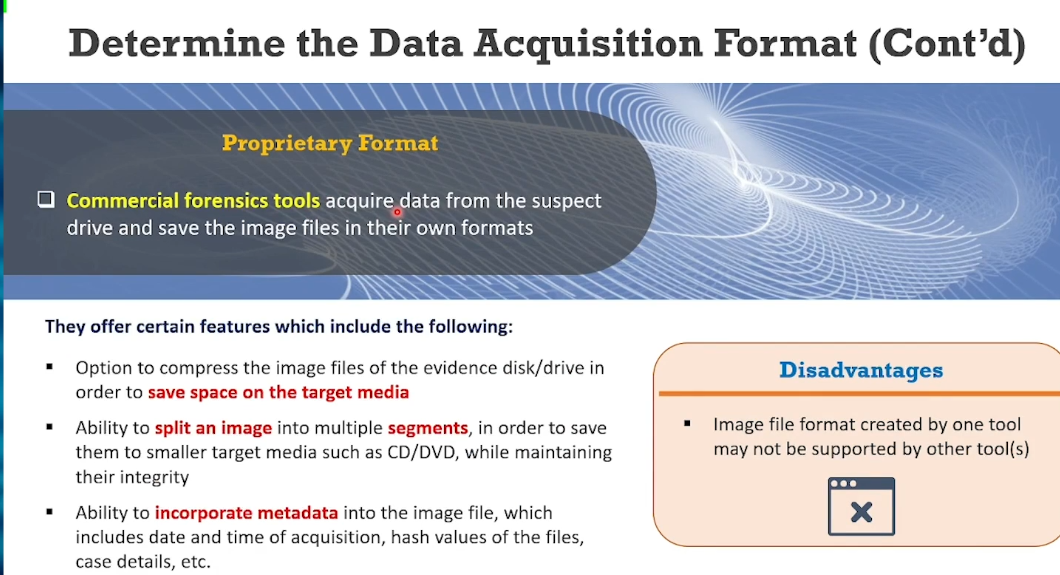 Determine the Data Acquisition Format (Cont’d)
Proprietary Format
❑ Commercial forensics tools acquire data from the suspect
drive and save the image files in their own formats
They offer certain features which include the following:
▪ Option to compress the image files of the evidence disk/drive in
order to save space on the target media
▪ Ability to split an image into multiple segments, in order to save
them to smaller target media such as CD/DVD, while maintaining
their integrity
▪ Ability to incorporate metadata into the image file, which
includes date and time of acquisition, hash values of the files,
case details, etc.
Disadvantages
▪ Image file format created by one tool
may not be supported by other tool(s)